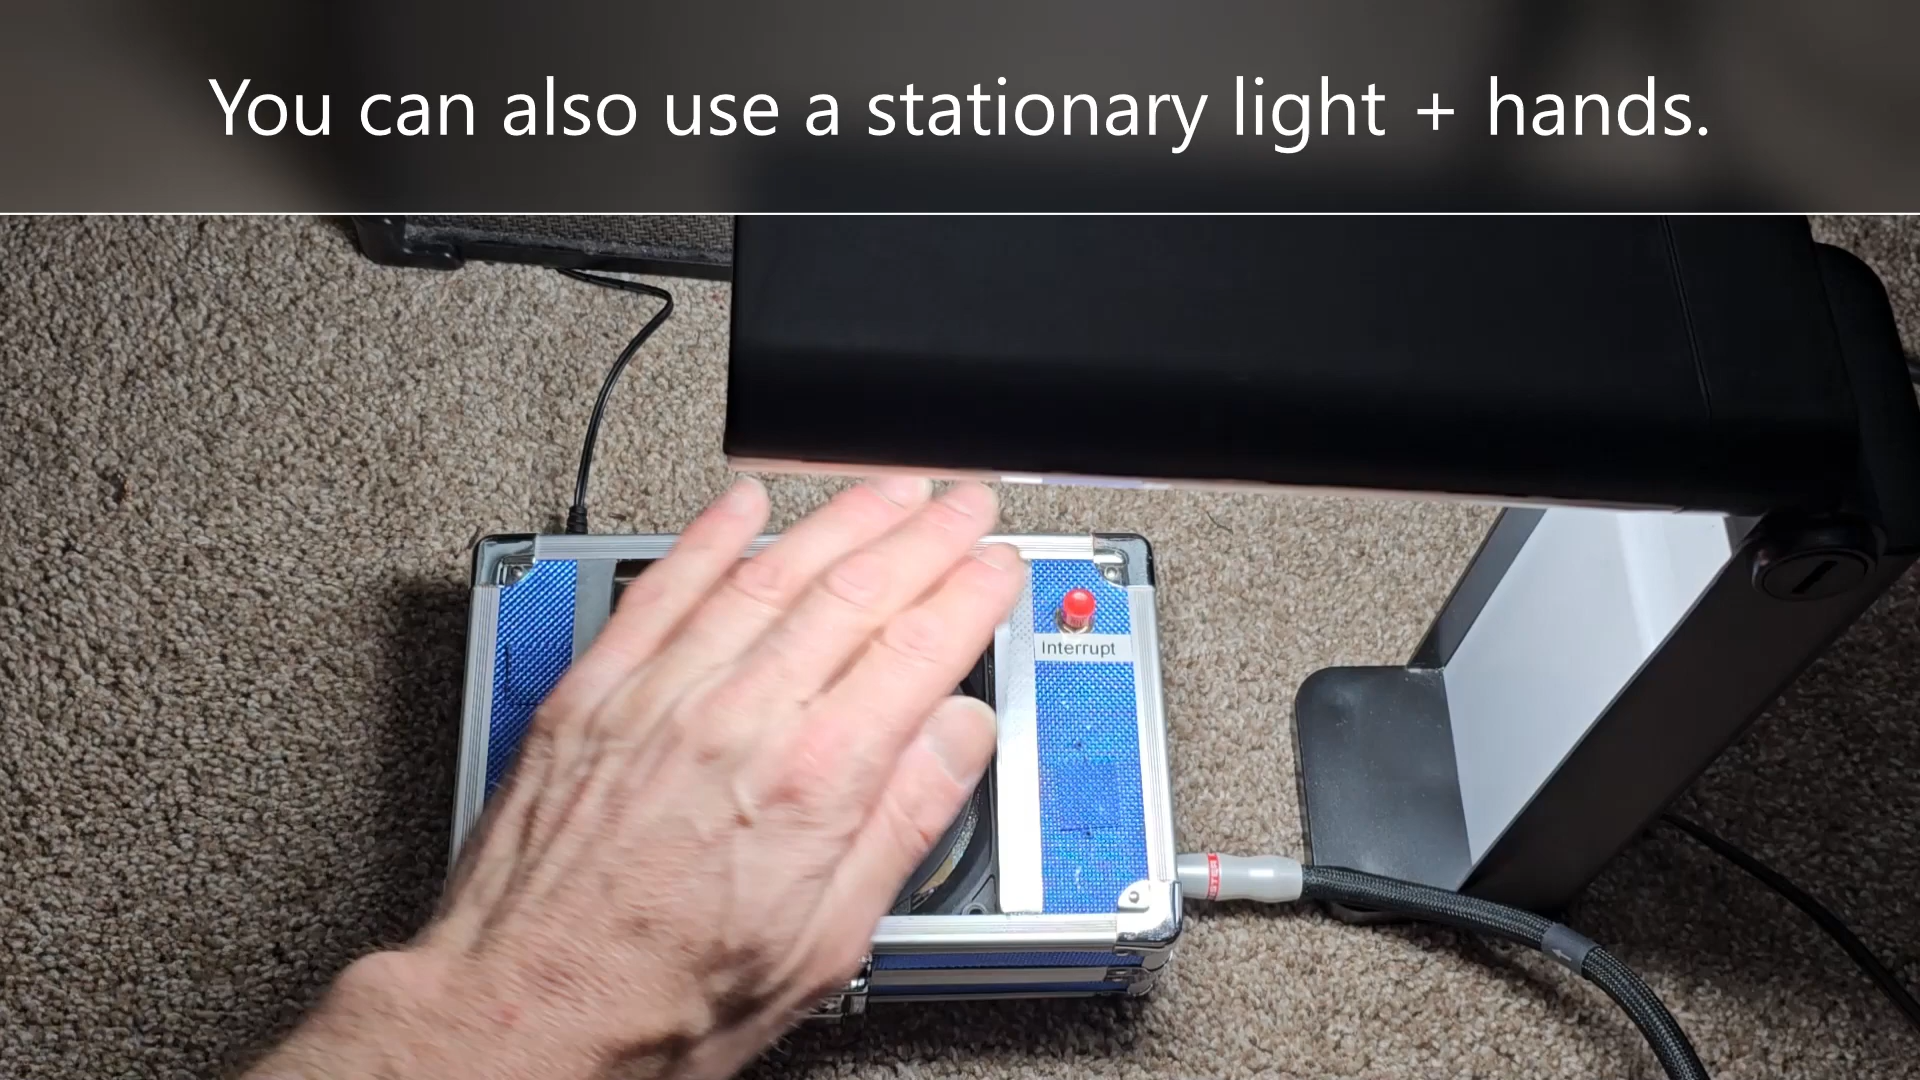 You can also use a stationary light + hands.
Interrupt